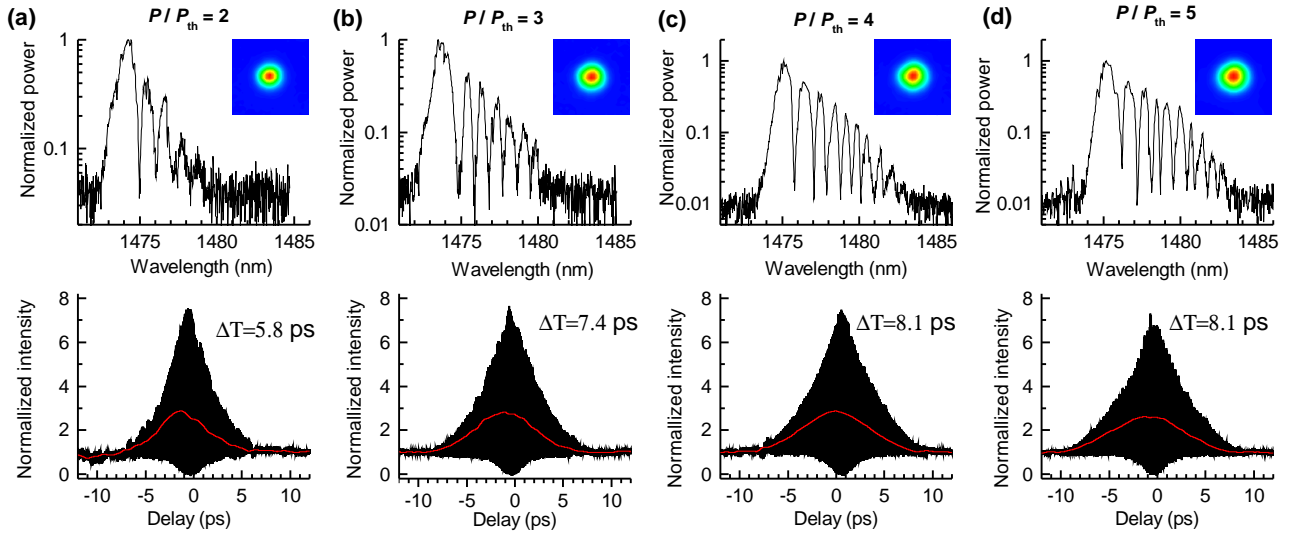 (a) P / Pth = 2
(b) P / Pth = 3
(c) P / Pth = 4
(d) P / Pth = 5
Normalized power
1
0.1
1475 1480 1485
Wavelength (nm)
Normalized power
1
0.1
0.01
1475 1480 1485
Wavelength (nm)
Normalized power
1
0.1
0.01
1475 1480 1485
Wavelength (nm)
Normalized power
1
0.1
0.01
1475 1480 1485
Wavelength (nm)
Normallized intensity
8
6
4
2
0
ΔT=5.8 ps
-10 -5 0 5 10
Delay (ps)
Normallized intensity
8
6
4
2
0
ΔT=7.4 ps
-10 -5 0 5 10
Delay (ps)
Normallized intensity
8
6
4
2
0
ΔT=8.1 ps
-10 -5 0 5 10
Delay (ps)
Normallized intensity
8
6
4
2
0
ΔT=8.1 ps
-10 -5 0 5 10
Delay (ps)